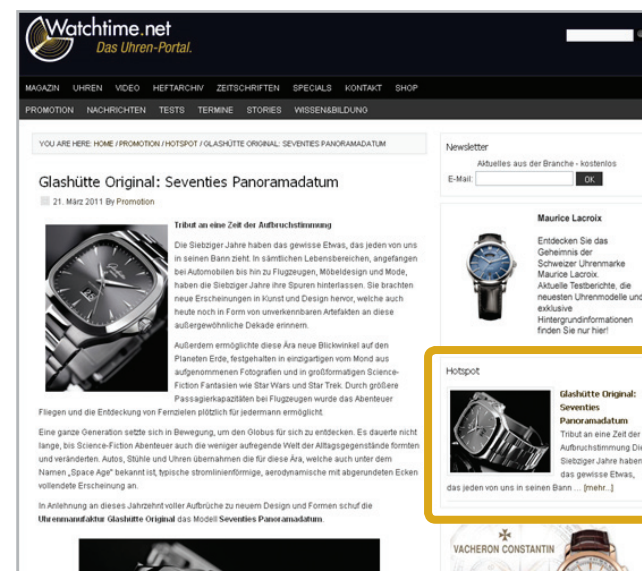 Watchtime.net
Das Uhren-Portal.
MAGAZIN UHREN VIDEO HEFTARCHIV ZEITSCHRIFTEN SPECIALS KONTAKT SHOP
PROMOTION NACHRICHTEN TESTS TERMINE STORIES WISSEN&BILDUNG
YOU ARE HERE: HOME / PROMOTION / HOTSPOT / GLASHÜTTE ORIGINAL: SEVENTIES PANORAMADATUM
Glashütte Original: Seventies Panoramadatum
21. März 2011 By Promotion
Tribut an eine Zeit der Aufbruchstimmung
Die Siebziger Jahre haben das gewisse Etwas, das jeden von uns
in seinen Bann zieht. In sämtlichen Lebensbereichen, angefangen
bei Automobilen bis hin zu Flugzeugen, Möbeldesign und Mode,
haben die Siebziger Jahre ihre Spuren hinterlassen. Sie brachten
neue Erscheinungen in Kunst und Design hervor, welche auch
heute noch in Form von unverkennbaren Artefakten an diese
außergewöhnliche Dekade erinnern.
Außerdem ermöglichte diese Ära neue Blickwinkel auf den
Planeten Erde, festgehalten in einzigartigen vom Mond aus
aufgenommenen Fotografien und in großformatigen Science-
Fiction Fantasien wie Star Wars und Star Trek. Durch größere
Passagierkapazitäten bei Flugzeugen wurde das Abenteuer
Fliegen und die Entdeckung von Fernzielen plötzlich für jedermann ermöglicht.
Eine ganze Generation setzte sich in Bewegung, um den Globus für sich zu entdecken. Es dauerte nicht
lange, bis Science-Fiction Abenteuer auch die weniger aufregende Welt der Alltagsgegenstände formten
und veränderten. Autos, Stühle und Uhren übernahmen die für diese Ära, welche auch unter dem
Namen „Space Age" bekannt ist, typische stromlinienförmige, aerodynamische mit abgerundeten Ecken
vollendete Erscheinung an.
In Anlehnung an dieses Jahrzehnt voller Aufbrüche zu neuem Design und Formen schuf die
Uhrenmanufaktur Glashütte Original das Modell Seventies Panoramadatum.
Newsletter
Aktuelles aus der Branche - kostenlos
E-Mail: OK
Maurice Lacroix
Entdecken Sie das
Geheimnis der
Schweizer Uhrenmarke
Maurice Lacroix.
Aktuelle Testberichte, die
neuesten Uhrenmodelle und
exklusive
Hintergrundinformationen
finden Sie nur hier!
Hotspot
Glashütte Original:
Seventies
Panoramadatum
Tribut an eine Zeit der
Aufbruchstimmung Die
Siebziger Jahre haben
das gewisse Etwas,
das jeden von uns in seinen Bann ... [mehr...]
VACHERON CONSTANTIN